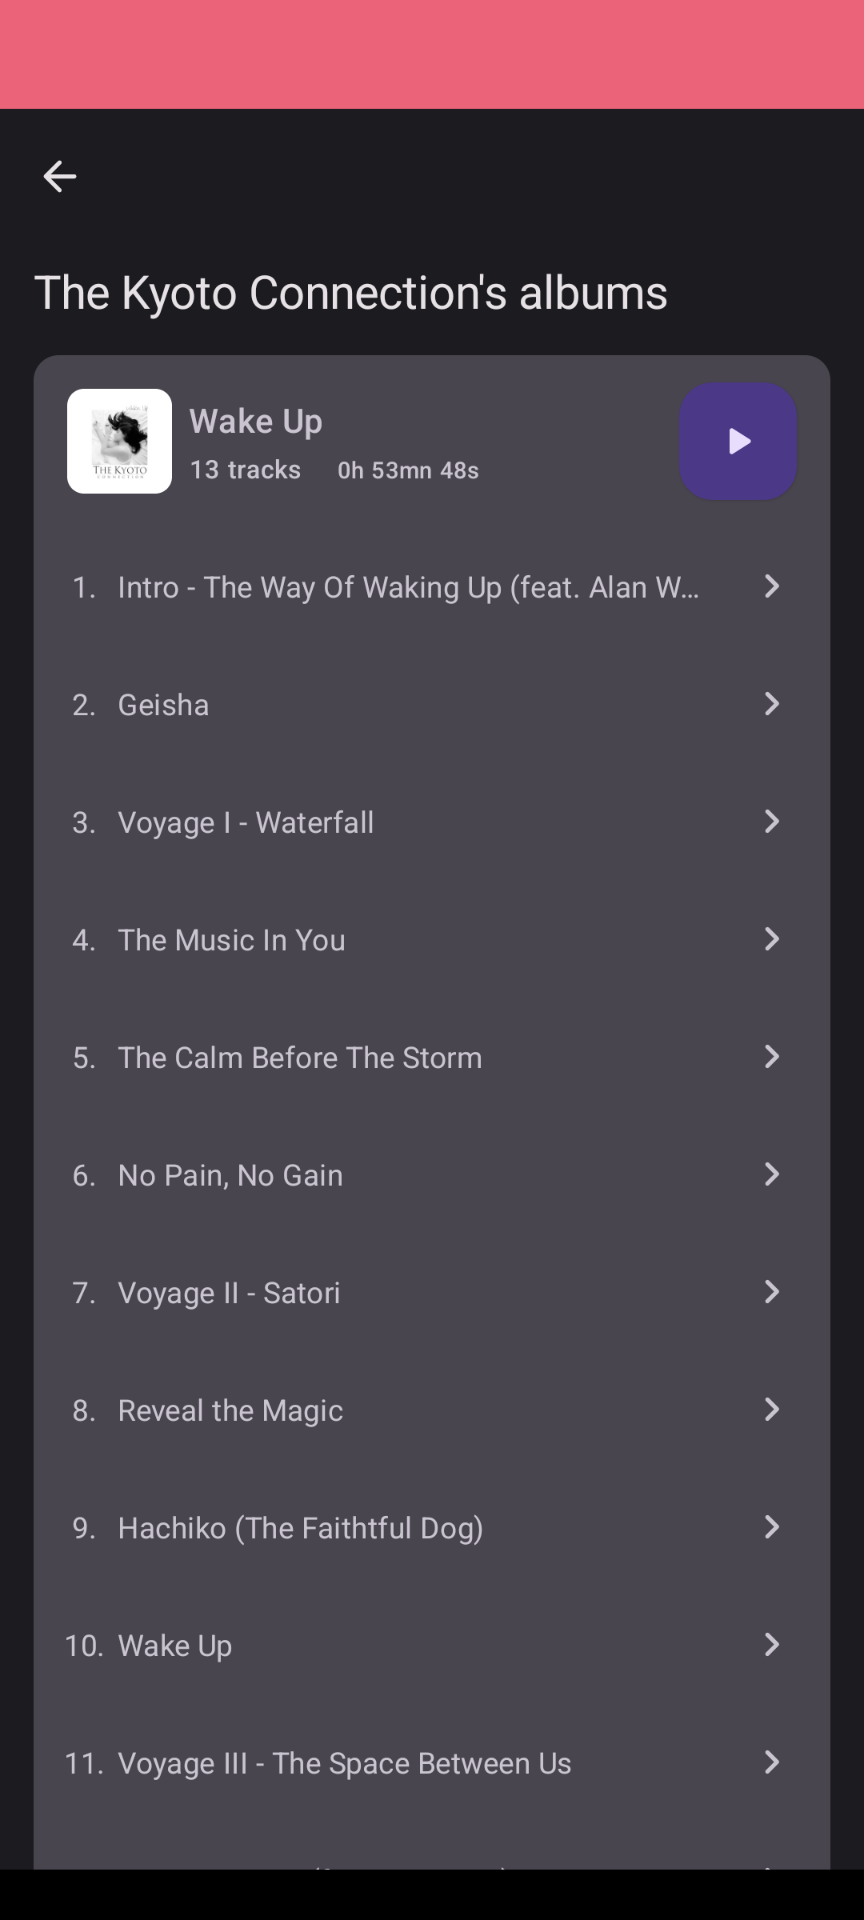 The Kyoto Connection's albums
THE KYOTO
CONNECTION
Wake Up
13 tracks 0h 53mn 48s
1. Intro - The Way Of Waking Up (feat. Alan W...
2. Geisha
3. Voyage I - Waterfall
4. The Music In You
5. The Calm Before The Storm
6. No Pain, No Gain
7. Voyage II - Satori
8. Reveal the Magic
9. Hachiko (The Faithtful Dog)
10. Wake Up
11. Voyage III - The Space Between Us